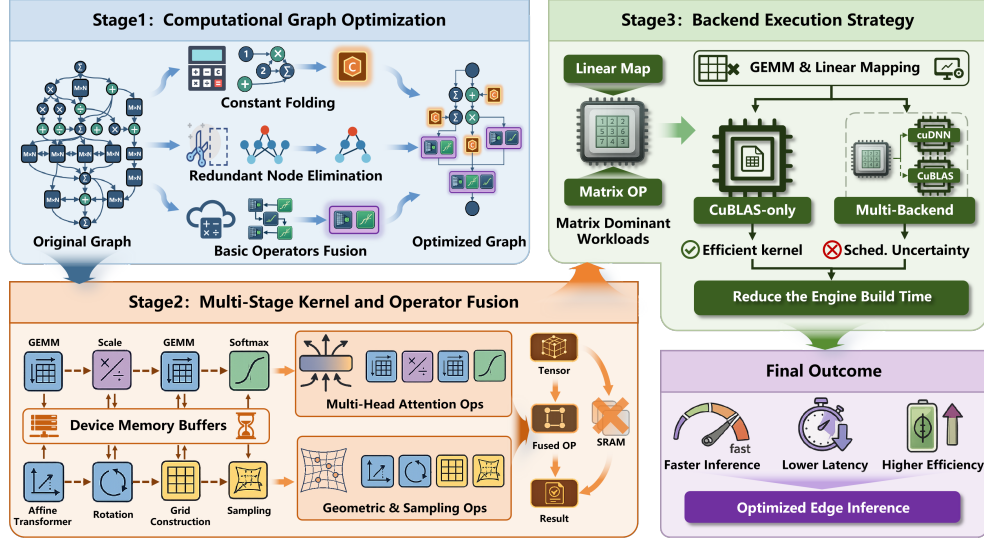 Stage1: Computational Graph Optimization
M×N
M×N
M×N
M×N
M×N
M×N
M×N
M×N
M×N
M×N
Σ
Σ
Original Graph
1
2
×
Σ
+
C
Constant Folding
Redundant Node Elimination
Basic Operators Fusion
C
C
C
Optimized Graph
Stage2: Multi-Stage Kernel and Operator Fusion
GEMM
Scale
GEMM
Softmax
Device Memory Buffers
Affine
Transformer
Rotation
Grid
Construction
Sampling
Multi-Head Attention Ops
Geometric & Sampling Ops
Tensor
Fused OP
SRAM
Result
Stage3: Backend Execution Strategy
Linear Map
Matrix OP
Matrix Dominant
Workloads
GEMM & Linear Mapping
cuDNN
CuBLAS
CuBLAS-only
Multi-Backend
Efficient kernel
Sched. Uncertainty
Reduce the Engine Build Time
Final Outcome
fast
Faster Inference
Lower Latency
Higher Efficiency
Optimized Edge Inference